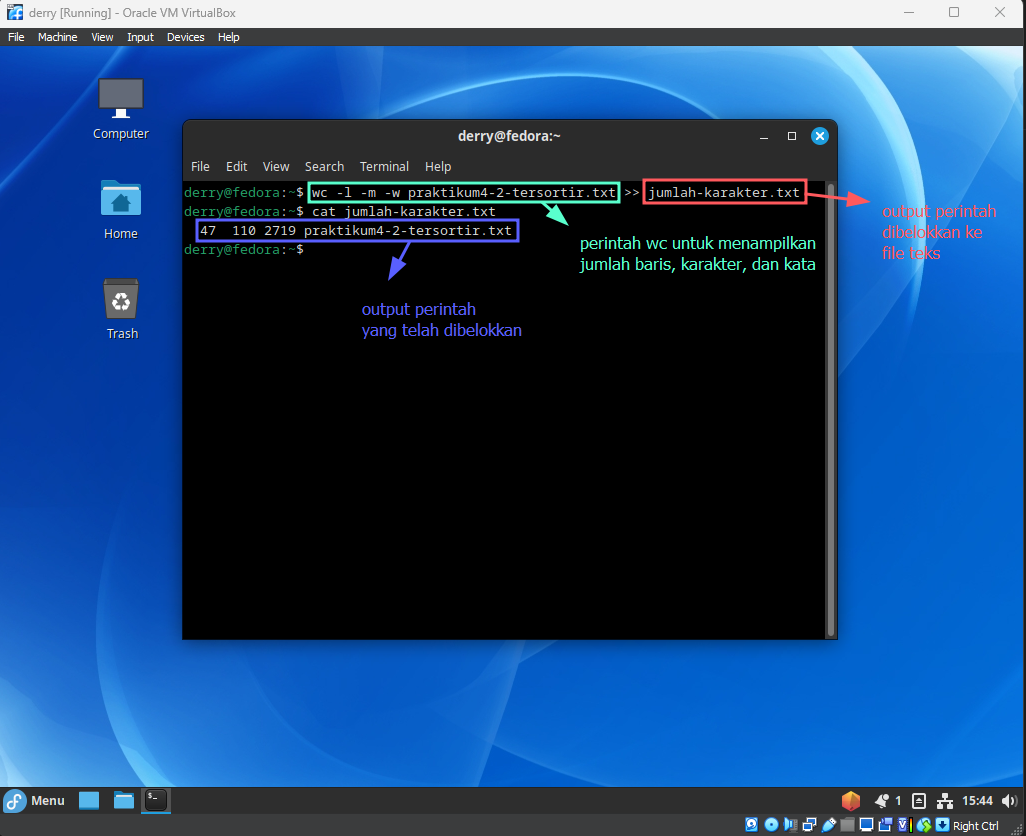 derry [Running] - Oracle VM VirtualBox
File Machine View Input Devices Help
Computer
Home
Trash
derry@fedora:~
File Edit View Search Terminal Help
derry@fedora:~$ wc -l -m -w praktikum4-2-tersortir.txt >> jumlah-karakter.txt
derry@fedora:~$ cat jumlah-karakter.txt
47 110 2719 praktikum4-2-tersortir.txt
derry@fedora:~$
output perintah
dibelokkan ke
file teks
perintah wc untuk menampilkan
jumlah baris, karakter, dan kata
output perintah
yang telah dibelokkan
Menu
1
15:44
Right Ctrl